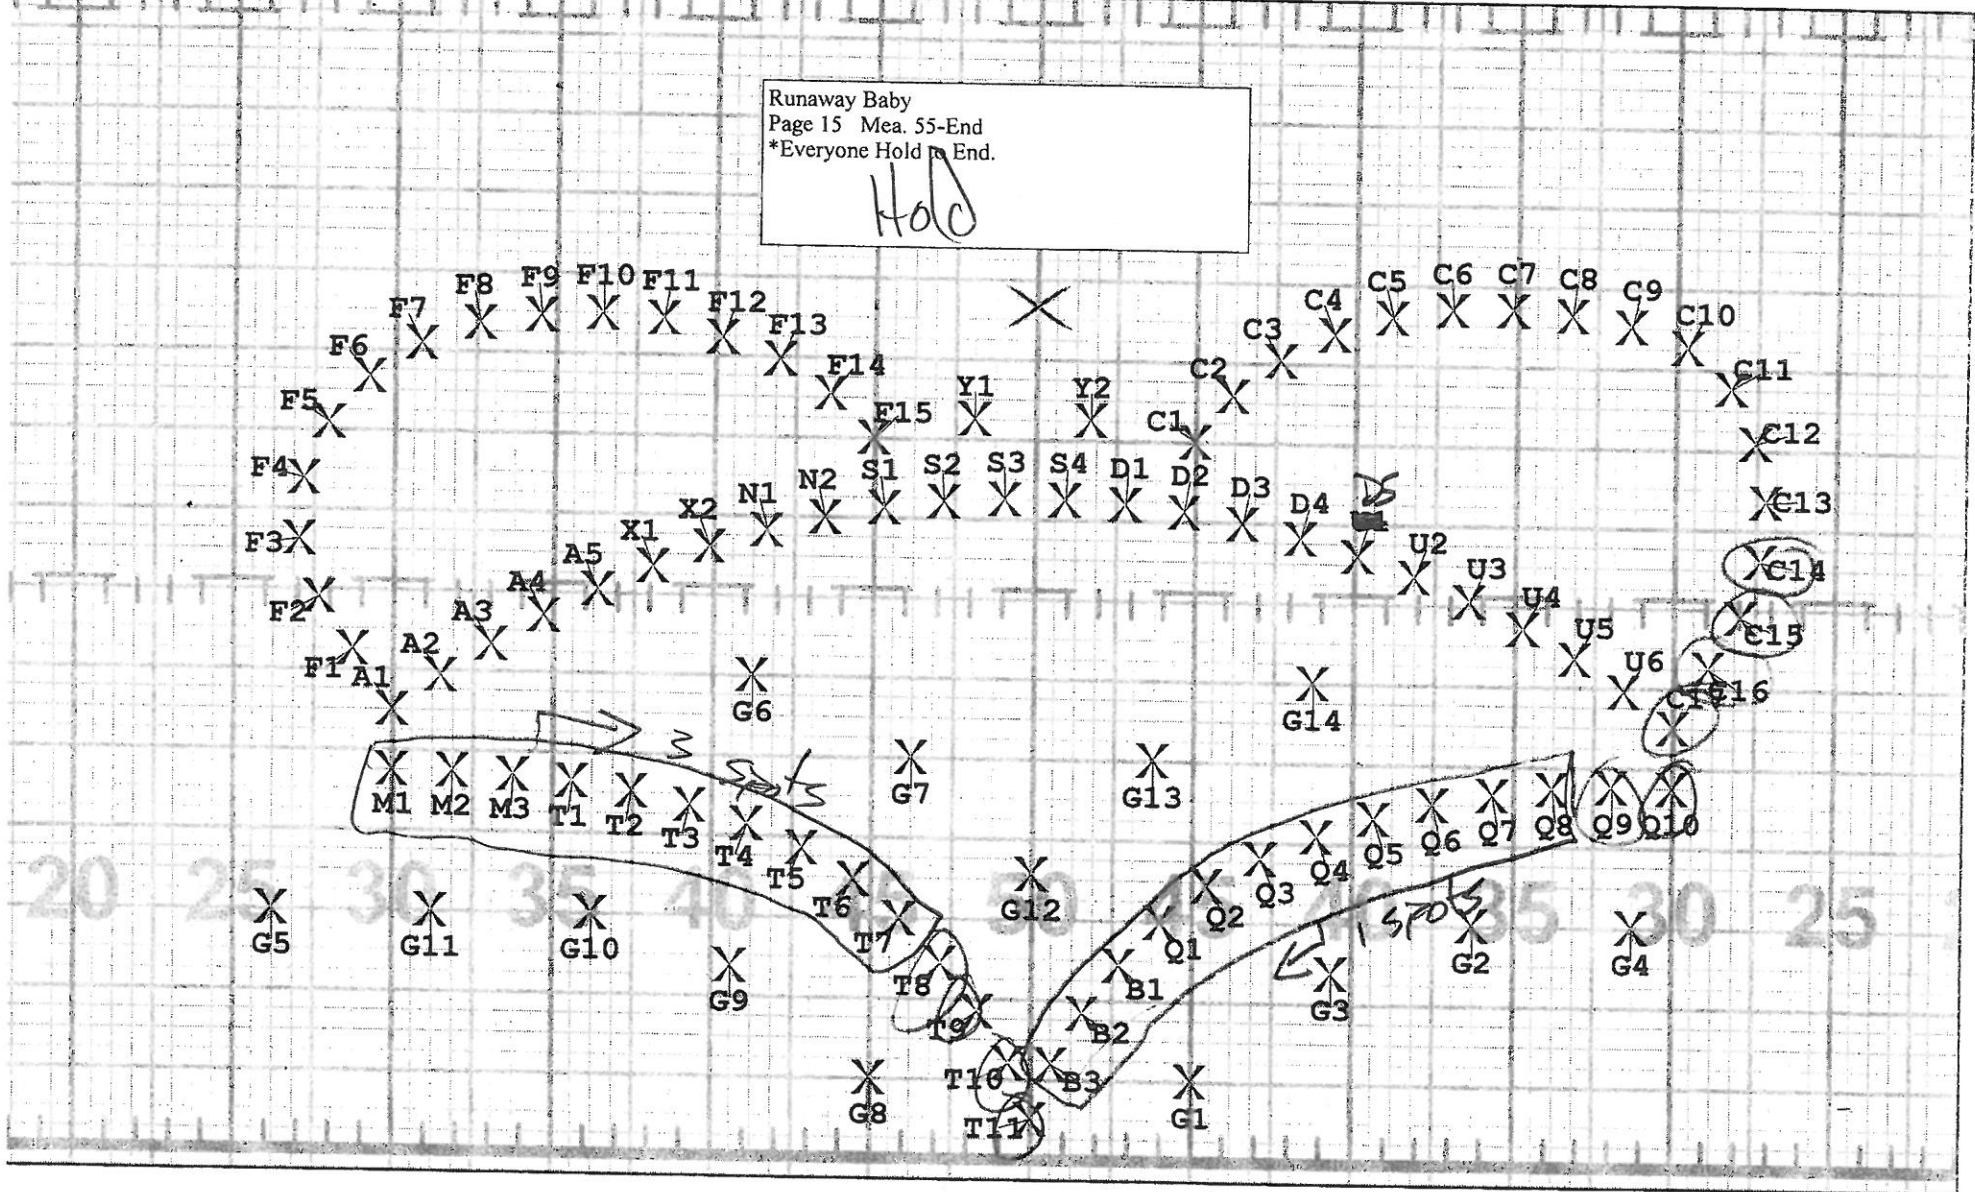 Runaway Baby
Page 15 Mea. 55-End
*Everyone Hold to End.
Hold
F8 F9 F10 F11 C5 C6 C7 C8 C9
F7 F12 C4 C10
F6 F13 C3
F14 C2 C11
F5 F15 Y1 Y2 C1 C12
F4 N2 S1 S2 S3 S4 D1 D2 D3 D4 D5 C13
F3 A5 X1 X2 N1 U2 C14
F2 A3 A4 U3 U4 C15
F1 A1 A2 U5 U6 C16
G6 G14
3
M1 M2 M3 T1 T2 T3 G7 G13 Q6 Q7 Q8 Q9 Q10
T4 T5 Q3 Q4 Q5
20 25 30 35 40 45 50 45 40 35 30 25
T6 T7 G12 Q1 Q2 1 SPOT
G5 G11 G10 G2 G4
G9 T8 B1 G3
T9 B2
T10 B3
G8 T11 G1